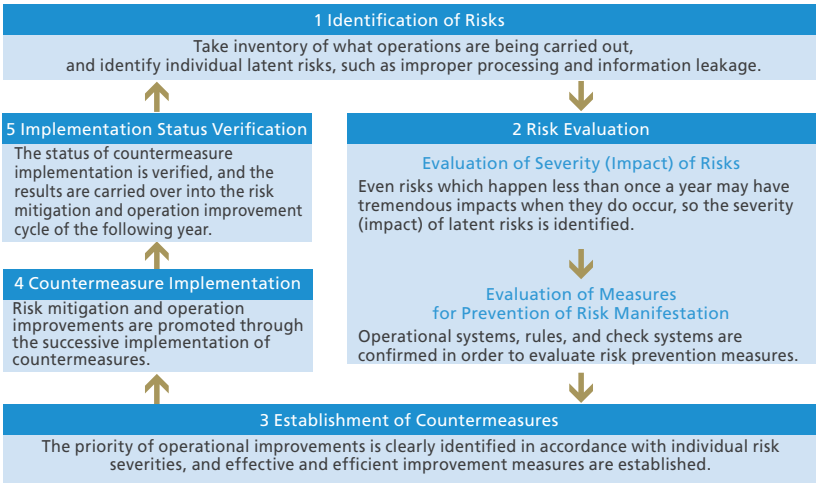 1 Identification of Risks
Take inventory of what operations are being carried out,
and identify individual latent risks, such as improper processing and information leakage.
2 Risk Evaluation
Evaluation of Severity (Impact) of Risks
Even risks which happen less than once a year may have
tremendous impacts when they do occur, so the severity
(impact) of latent risks is identified.
Evaluation of Measures
for Prevention of Risk Manifestation
Operational systems, rules, and check systems are
confirmed in order to evaluate risk prevention measures.
3 Establishment of Countermeasures
The priority of operational improvements is clearly identified in accordance with individual risk
severities, and effective and efficient improvement measures are established.
4 Countermeasure Implementation
Risk mitigation and operation
improvements are promoted through
the successive implementation of
countermeasures.
5 Implementation Status Verification
The status of countermeasure
implementation is verified, and the
results are carried over into the risk
mitigation and operation improvement
cycle of the following year.